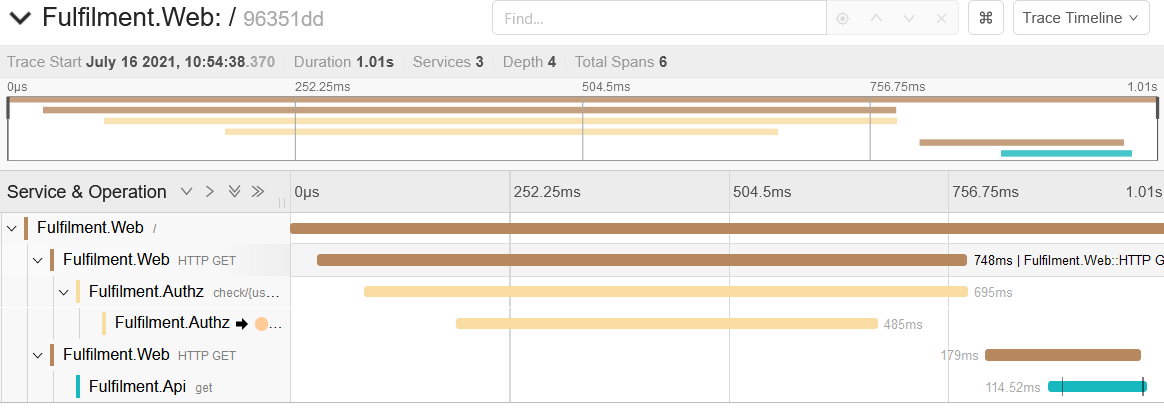 Fulfilment.Web: / 96351dd
Find...
⌘
Trace Timeline
Trace Start July 16 2021, 10:54:38.370 Duration 1.01s Services 3 Depth 4 Total Spans 6
0μs 252.25ms 504.5ms 756.75ms 1.01s
Service & Operation 0μs 252.25ms 504.5ms 756.75ms 1.01s
Fulfilment.Web /
Fulfilment.Web HTTP GET 748ms | Fulfilment.Web::HTTP G
Fulfilment.Authz check/{us... 695ms
Fulfilment.Authz ➡ ... 485ms
Fulfilment.Web HTTP GET 179ms
Fulfilment.Api get 114.52ms